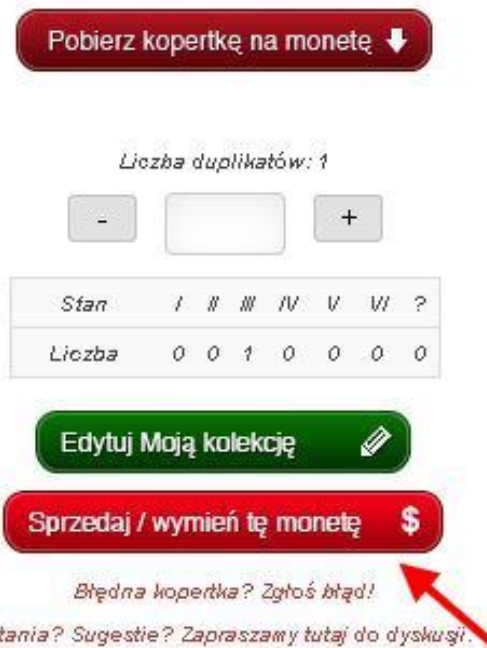 Pobierz kopertkę na monetę
Liczba duplikatów: 1
- +
Stan I II III IV V VI ?
Liczba 0 0 1 0 0 0 0
Edytuj Moją kolekcję
Sprzedaj / wymień tę monetę $
Błędna kopertka? Zgłoś błąd!
tania? Sugestie? Zapraszamy tutaj do dyskusji.